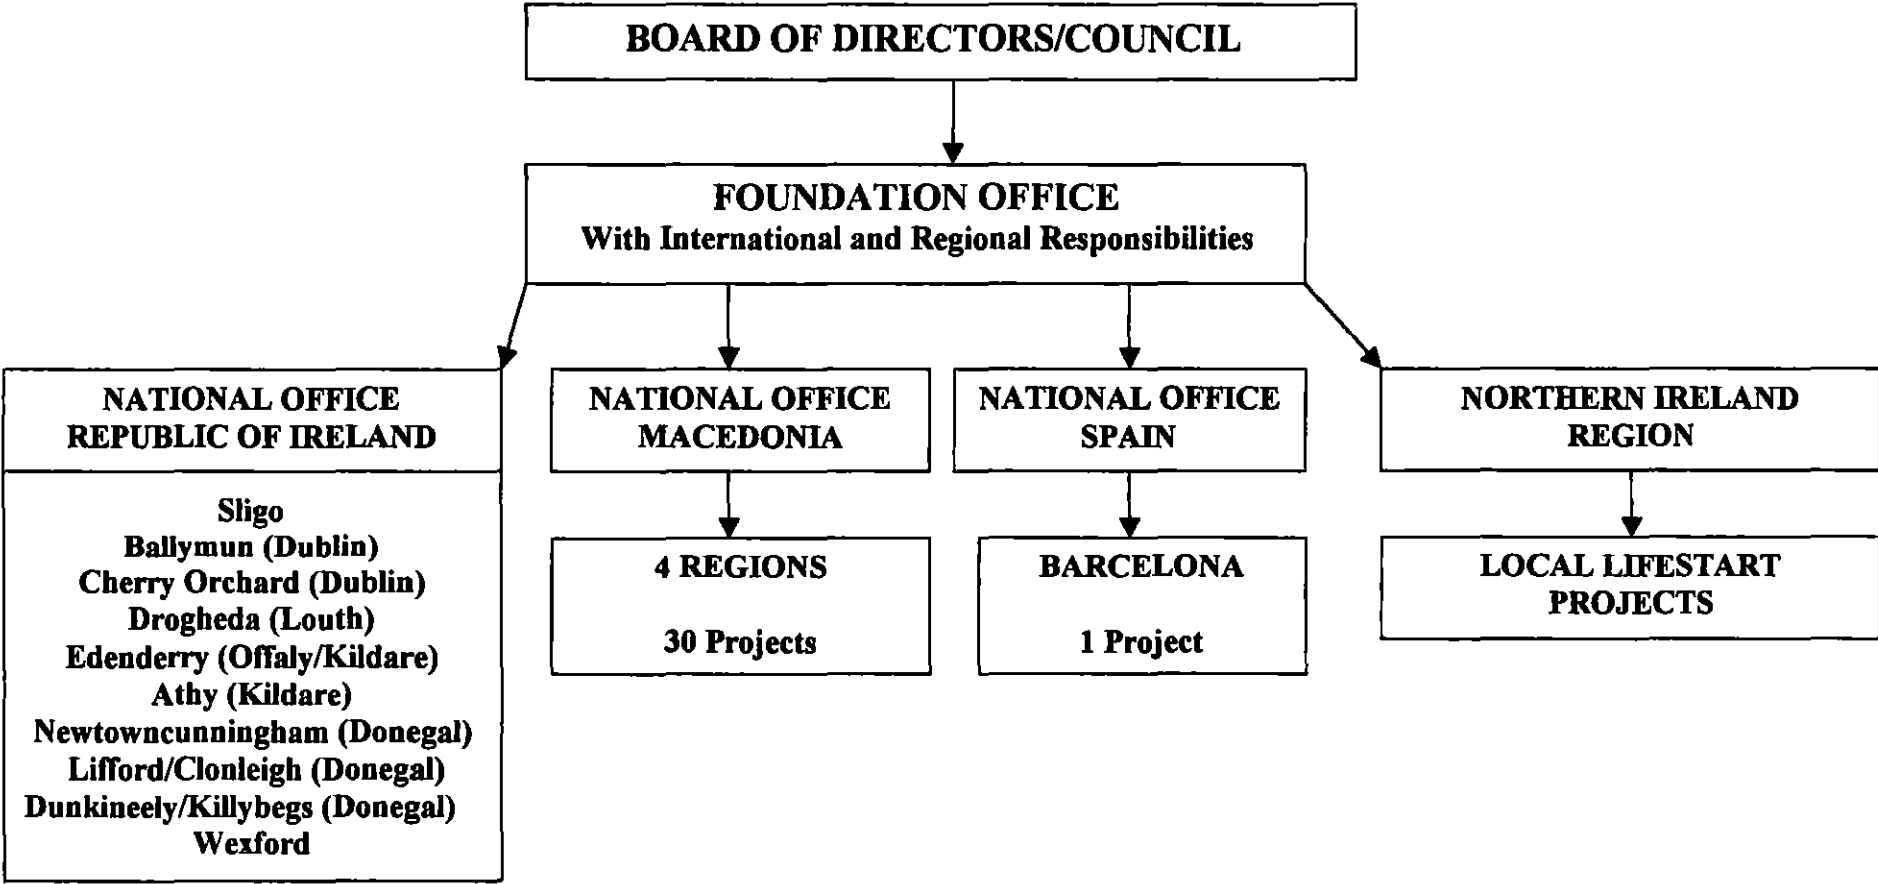 BOARD OF DIRECTORS/COUNCIL
FOUNDATION OFFICE
With International and Regional Responsibilities
NATIONAL OFFICE
REPUBLIC OF IRELAND
Sligo
Ballymun (Dublin)
Cherry Orchard (Dublin)
Drogheda (Louth)
Edenderry (Offaly/Kildare)
Athy (Kildare)
Newtowncunningham (Donegal)
Lifford/Clonleigh (Donegal)
Dunkineely/Killybegs (Donegal)
Wexford
NATIONAL OFFICE
MACEDONIA
4 REGIONS
30 Projects
NATIONAL OFFICE
SPAIN
BARCELONA
1 Project
NORTHERN IRELAND
REGION
LOCAL LIFESTART
PROJECTS